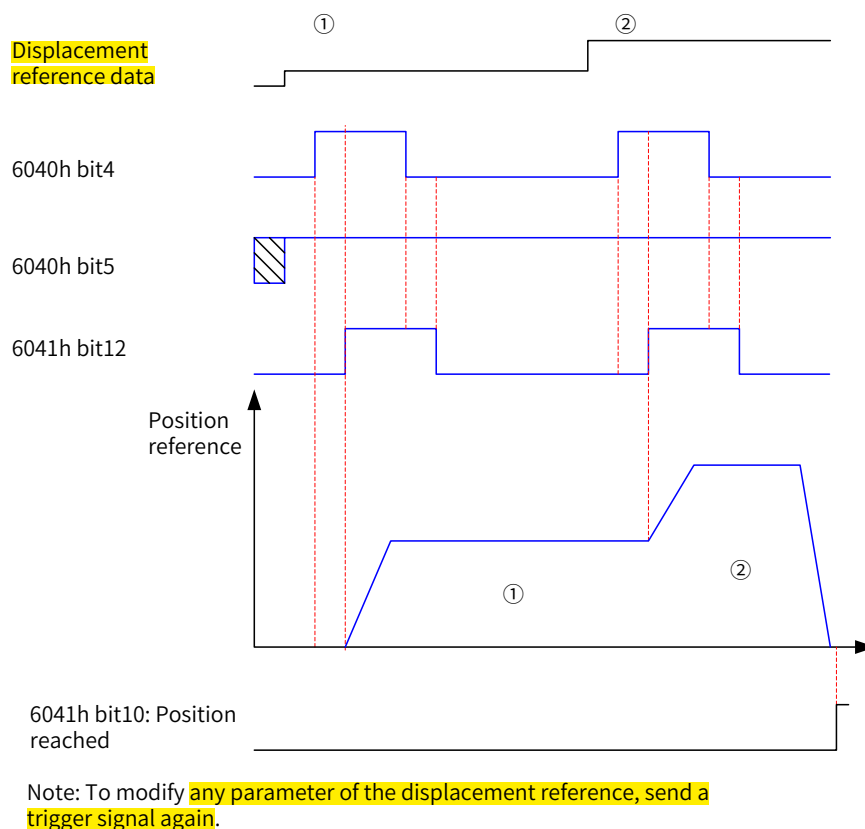 ① ②
Displacement
reference data
6040h bit4
6040h bit5
6041h bit12
Position
reference
②
①
6041h bit10: Position
reached
Note: To modify any parameter of the displacement reference, send a
trigger signal again.